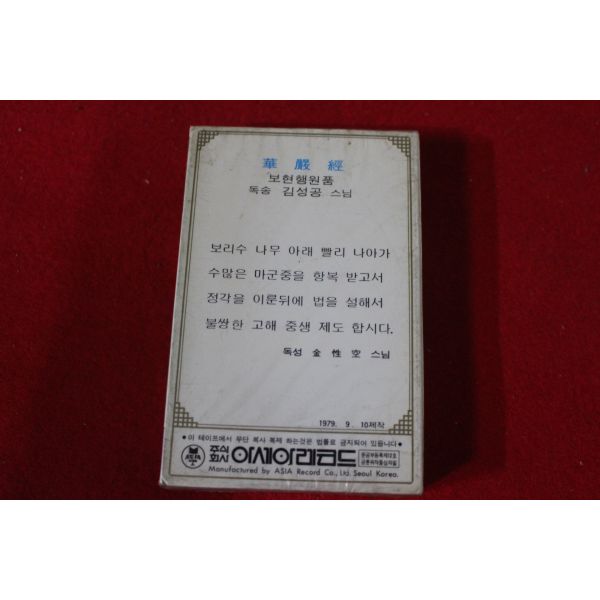 華嚴經
보현행원품
독송 김성공 스님
보리수 나무 아래 빨리 나아가
수많은 마군중을 항복 받고서
정각을 이룬뒤에 법을 설해서
불쌍한 고해 중생 제도 합시다.
독성 金性空 스님
1979. 9. 10제작
●이 테이프에서 무단 복사 복제 하는것은 법률로 금지되어 있읍니다●
ASIA 주식회사 아세아레코드
Manufactured by ASIA Record Co., Ltd. Seoul Korea.